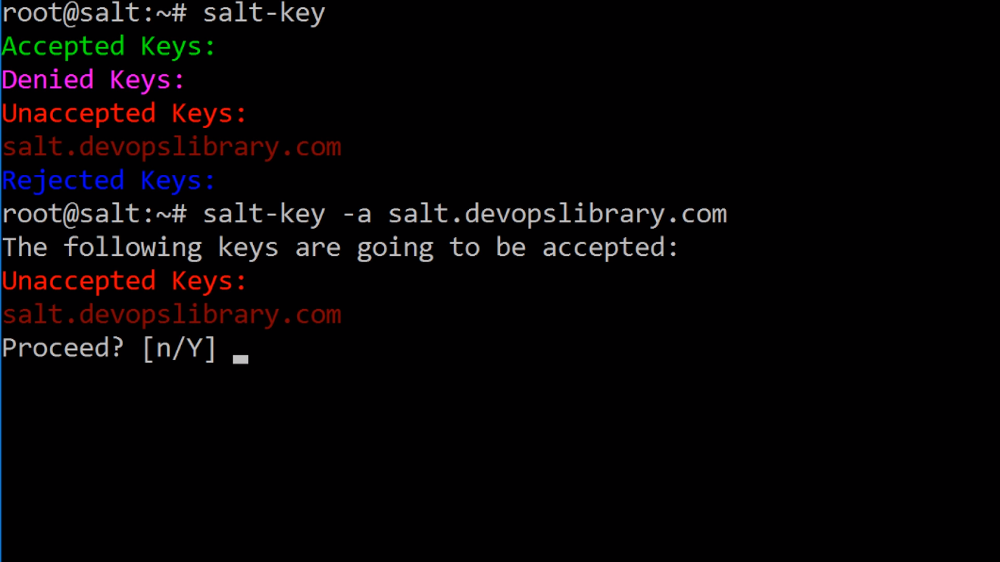 root@salt:~# salt-key
Accepted Keys:
Denied Keys:
Unaccepted Keys:
salt.devopslibrary.com
Rejected Keys:
root@salt:~# salt-key -a salt.devopslibrary.com
The following keys are going to be accepted:
Unaccepted Keys:
salt.devopslibrary.com
Proceed? [n/Y]